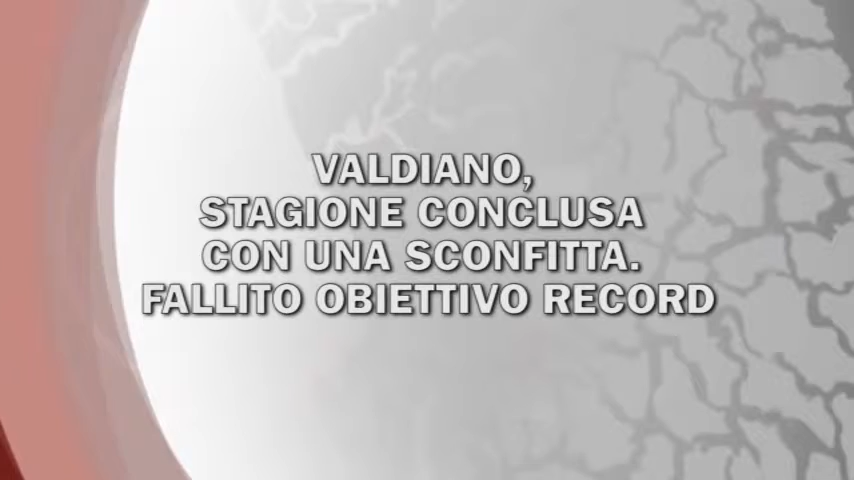 VALDIANO,
STAGIONE CONCLUSA
CON UNA SCONFITTA.
FALLITO OBIETTIVO RECORD